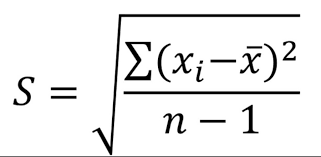 S = √(∑(xᵢ−x̄)²/(n − 1))